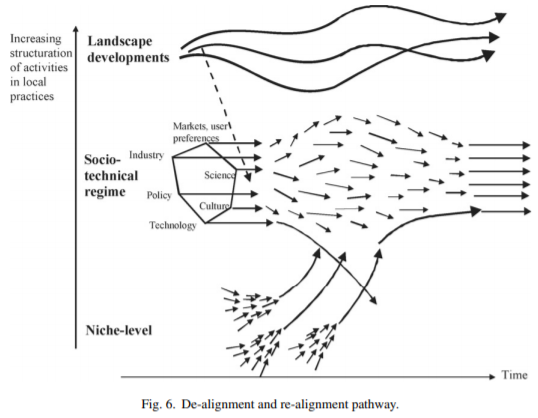 Increasing
structuration
of activities
in local
practices
Landscape
developments
Markets, user
preferences
Industry
Science
Socio-
technical
regime
Policy
Culture
Technology
Niche-level
Time
Fig. 6. De-alignment and re-alignment pathway.